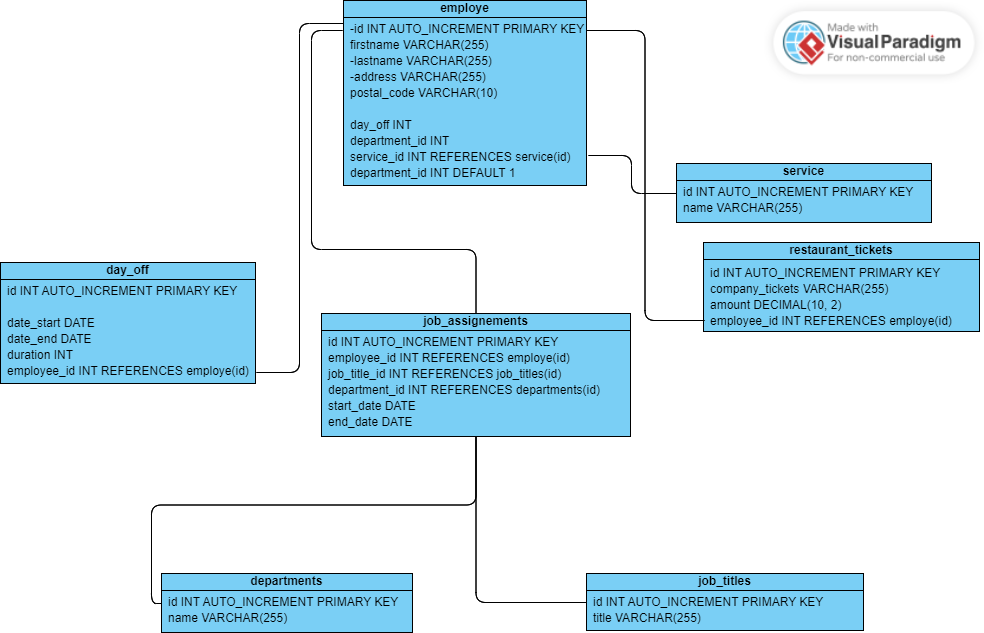 employe
-id INT AUTO_INCREMENT PRIMARY KEY
firstname VARCHAR(255)
-lastname VARCHAR(255)
-address VARCHAR(255)
postal_code VARCHAR(10)
day_off INT
department_id INT
service_id INT REFERENCES service(id)
department_id INT DEFAULT 1
Made with
VisualParadigm
For non-commercial use
service
id INT AUTO_INCREMENT PRIMARY KEY
name VARCHAR(255)
restaurant_tickets
id INT AUTO_INCREMENT PRIMARY KEY
company_tickets VARCHAR(255)
amount DECIMAL(10, 2)
employee_id INT REFERENCES employe(id)
day_off
id INT AUTO_INCREMENT PRIMARY KEY
date_start DATE
date_end DATE
duration INT
employee_id INT REFERENCES employe(id)
job_assignements
id INT AUTO_INCREMENT PRIMARY KEY
employee_id INT REFERENCES employe(id)
job_title_id INT REFERENCES job_titles(id)
department_id INT REFERENCES departments(id)
start_date DATE
end_date DATE
departments
id INT AUTO_INCREMENT PRIMARY KEY
name VARCHAR(255)
job_titles
id INT AUTO_INCREMENT PRIMARY KEY
title VARCHAR(255)